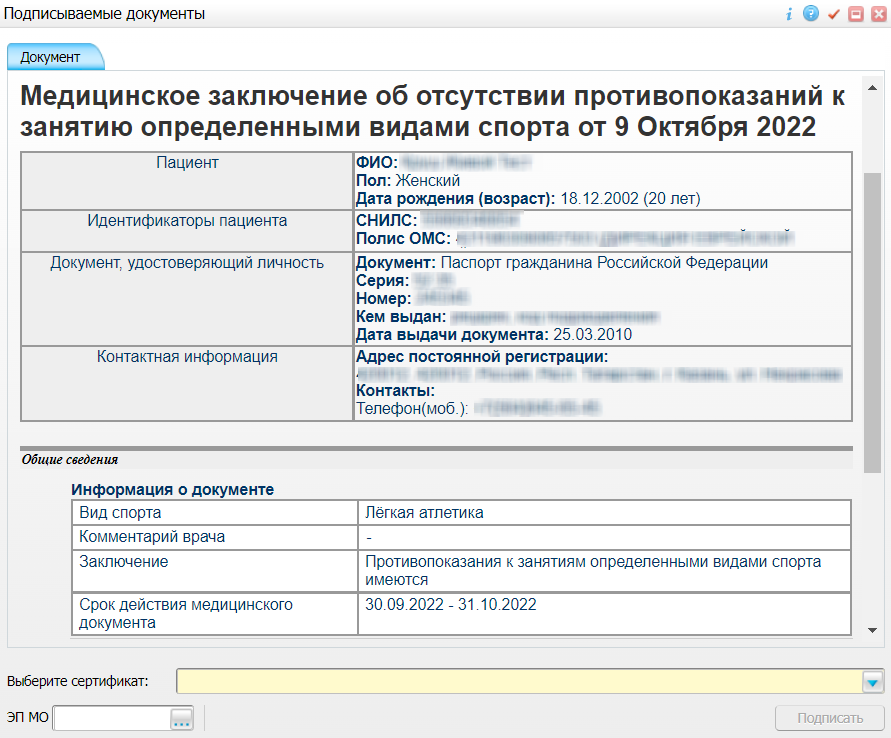 Подписываемые документы
Документ
Медицинское заключение об отсутствии противопоказаний к
занятию определенными видами спорта от 9 Октября 2022
Пациент
ФИО:
Пол: Женский
Дата рождения (возраст): 18.12.2002 (20 лет)
Идентификаторы пациента
СНИЛС:
Полис ОМС:
Документ, удостоверяющий личность
Документ: Паспорт гражданина Российской Федерации
Серия:
Номер:
Кем выдан:
Дата выдачи документа: 25.03.2010
Контактная информация
Адрес постоянной регистрации:
Контакты:
Телефон(моб.):
Общие сведения
Информация о документе
Вид спорта
Лёгкая атлетика
Комментарий врача
-
Заключение
Противопоказания к занятиям определенными видами спорта
имеются
Срок действия медицинского
документа
30.09.2022 - 31.10.2022
Выберите сертификат:
ЭП МО
...
Подписать